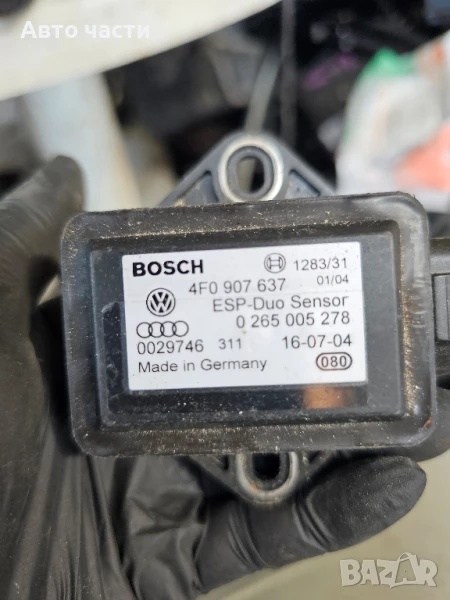 Авто части
BOSCH 1283/31
4F0 907 637 01/04
ESP-Duo Sensor
0 265 005 278
0029746 311 16-07-04
Made in Germany 080
BAZAR